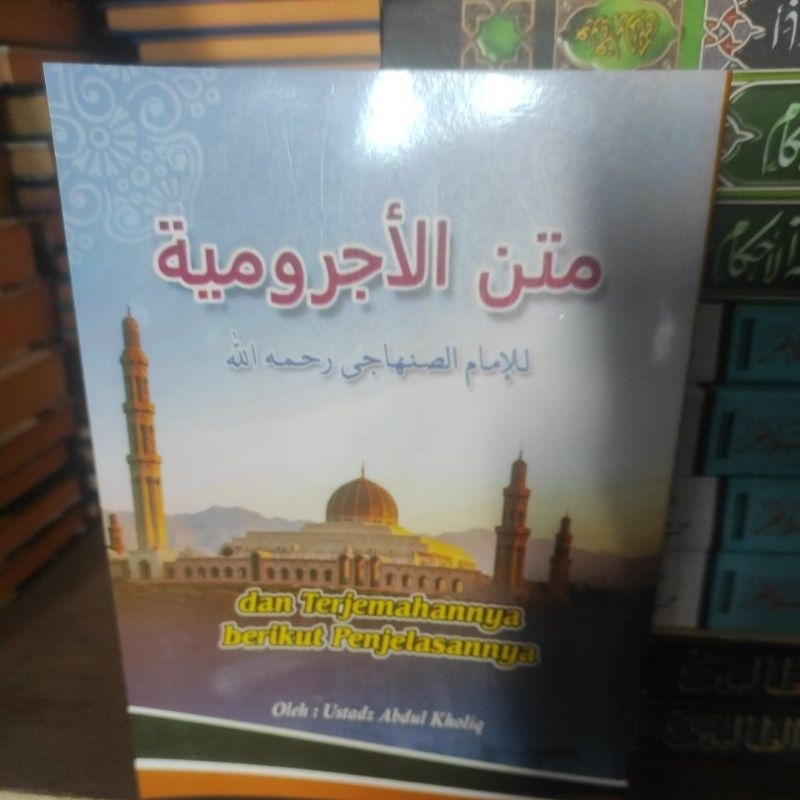 متن الأجرومية
للإمام الصنهاجي رحمه الله
dan Terjemahannya
berikut Penjelasannya
Oleh : Ustadz Abdul Kholiq